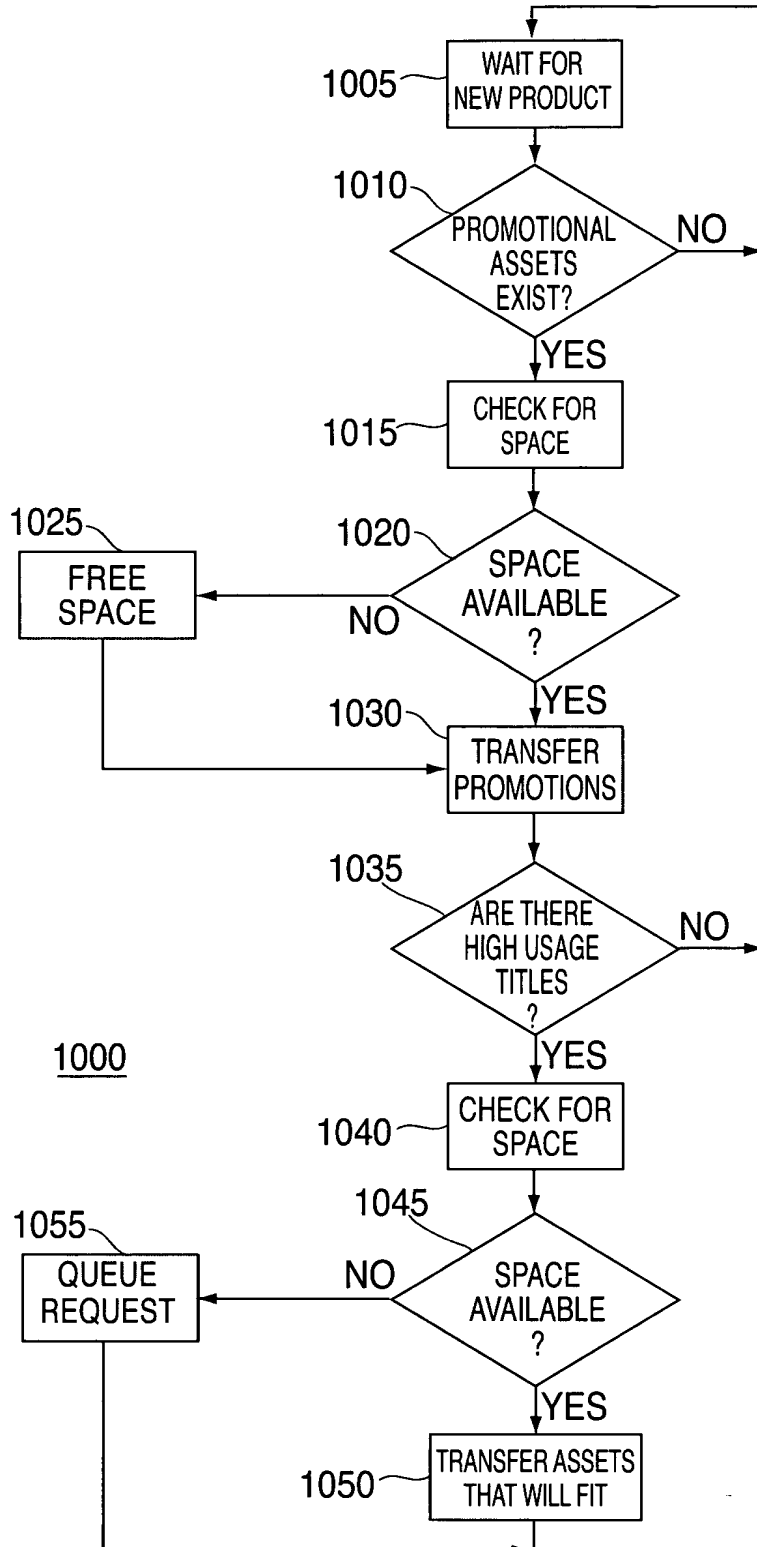 1005
WAIT FOR
NEW PRODUCT
1010
PROMOTIONAL
ASSETS
EXIST?
NO
YES
1015
CHECK FOR
SPACE
1025
FREE
SPACE
1020
SPACE
AVAILABLE
?
NO
YES
1030
TRANSFER
PROMOTIONS
1035
ARE THERE
HIGH USAGE
TITLES
?
NO
YES
1000
1040
CHECK FOR
SPACE
1045
1055
QUEUE
REQUEST
NO
SPACE
AVAILABLE
?
YES
1050
TRANSFER ASSETS
THAT WILL FIT